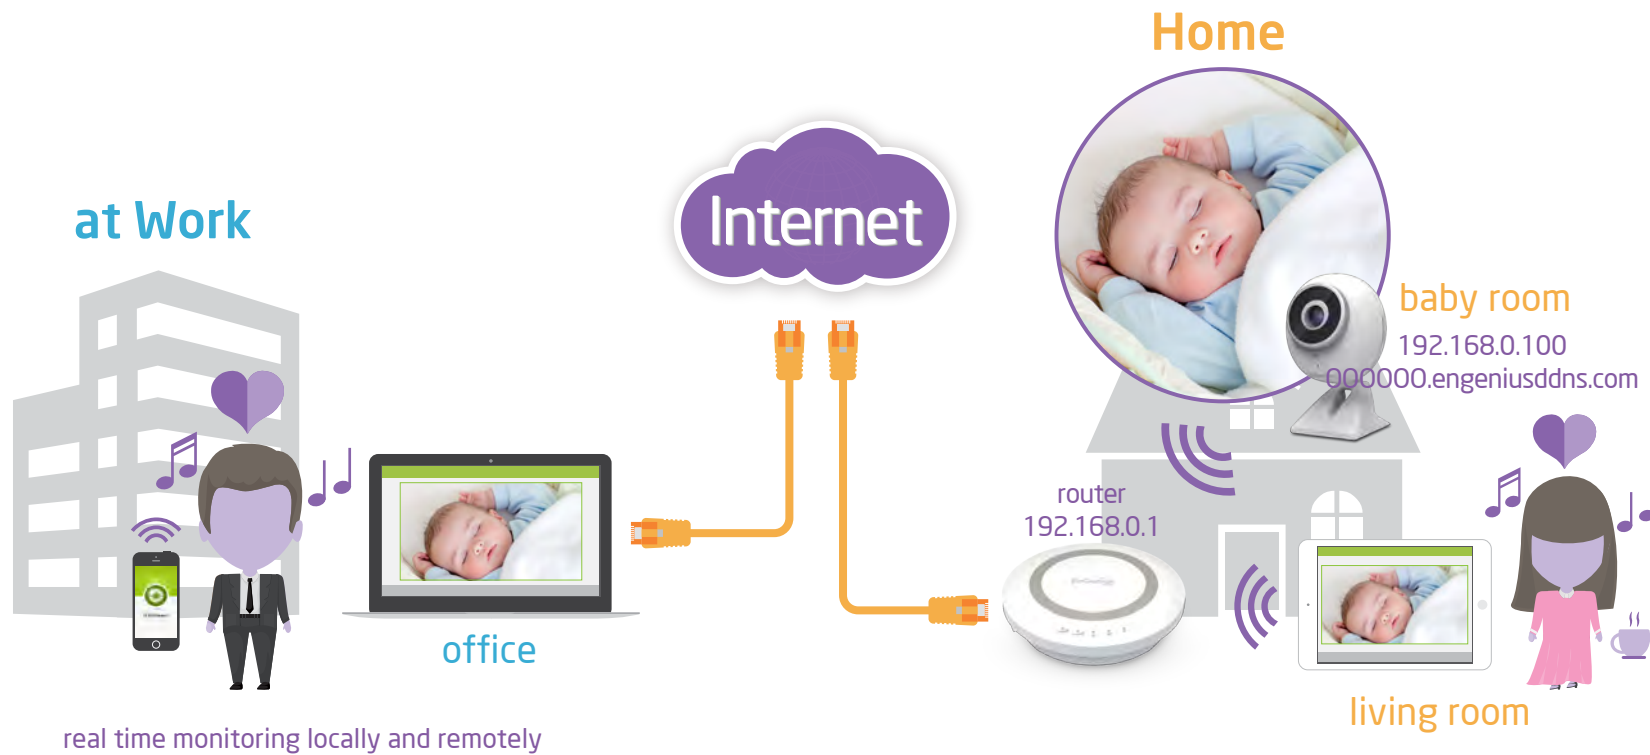 Home
Internet
at Work
baby room
192.168.0.100
000000.engeniusddns.com
router
192.168.0.1
office
living room
real time monitoring locally and remotely